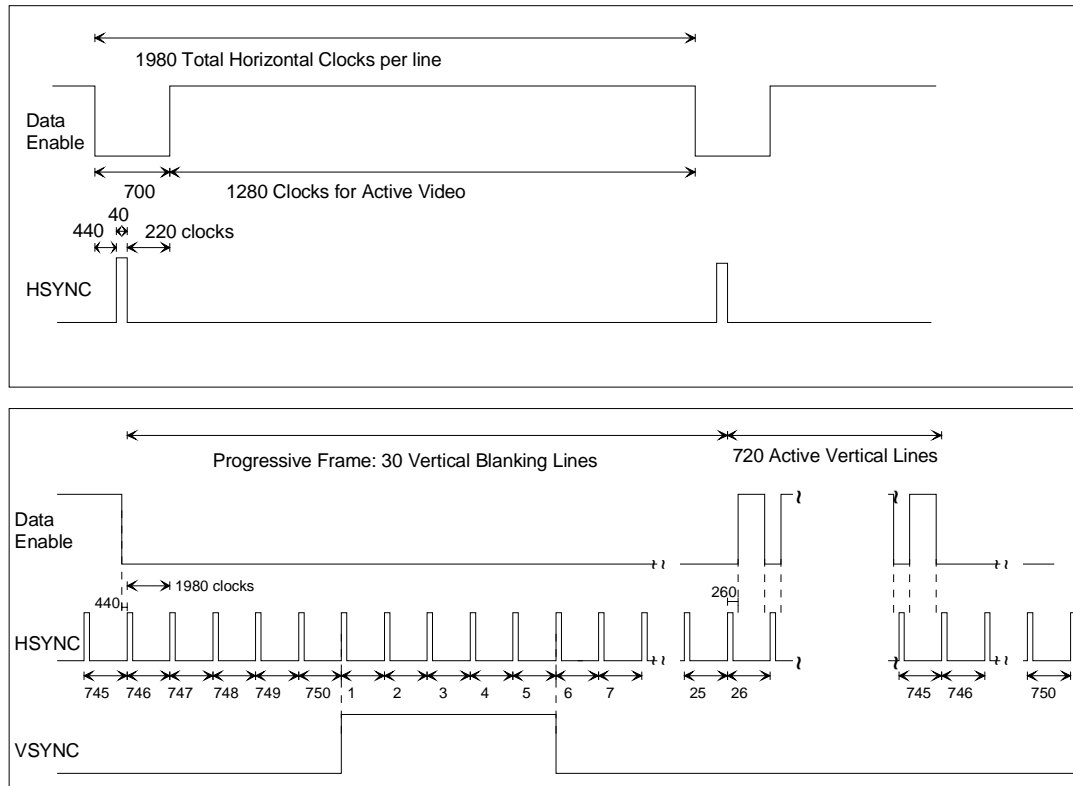 1980 Total Horizontal Clocks per line
Data
Enable
700
1280 Clocks for Active Video
40
440
220 clocks
HSYNC
Progressive Frame: 30 Vertical Blanking Lines
720 Active Vertical Lines
Data
Enable
1980 clocks
440
260
HSYNC
745 746 747 748 749 750 1 2 3 4 5 6 7 25 26 745 746 750
VSYNC